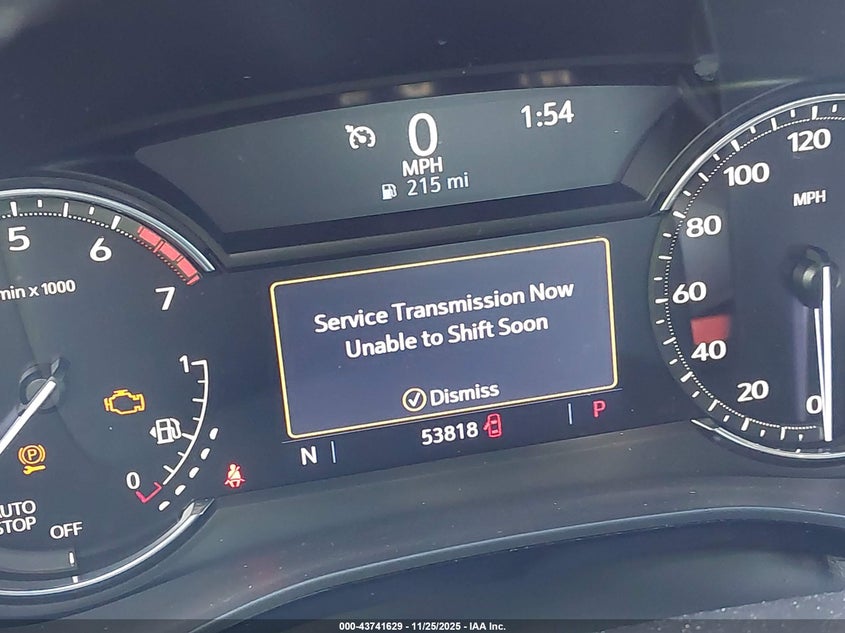 0
MPH
215 mi
1:54
5
6
7
min x 1000
1
0
AUTO
STOP
OFF
Service Transmission Now
Unable to Shift Soon
Dismiss
N
53818
P
120
100
80
60
40
20
0
MPH
000-43741629 - 11/25/2025 - IAA Inc.